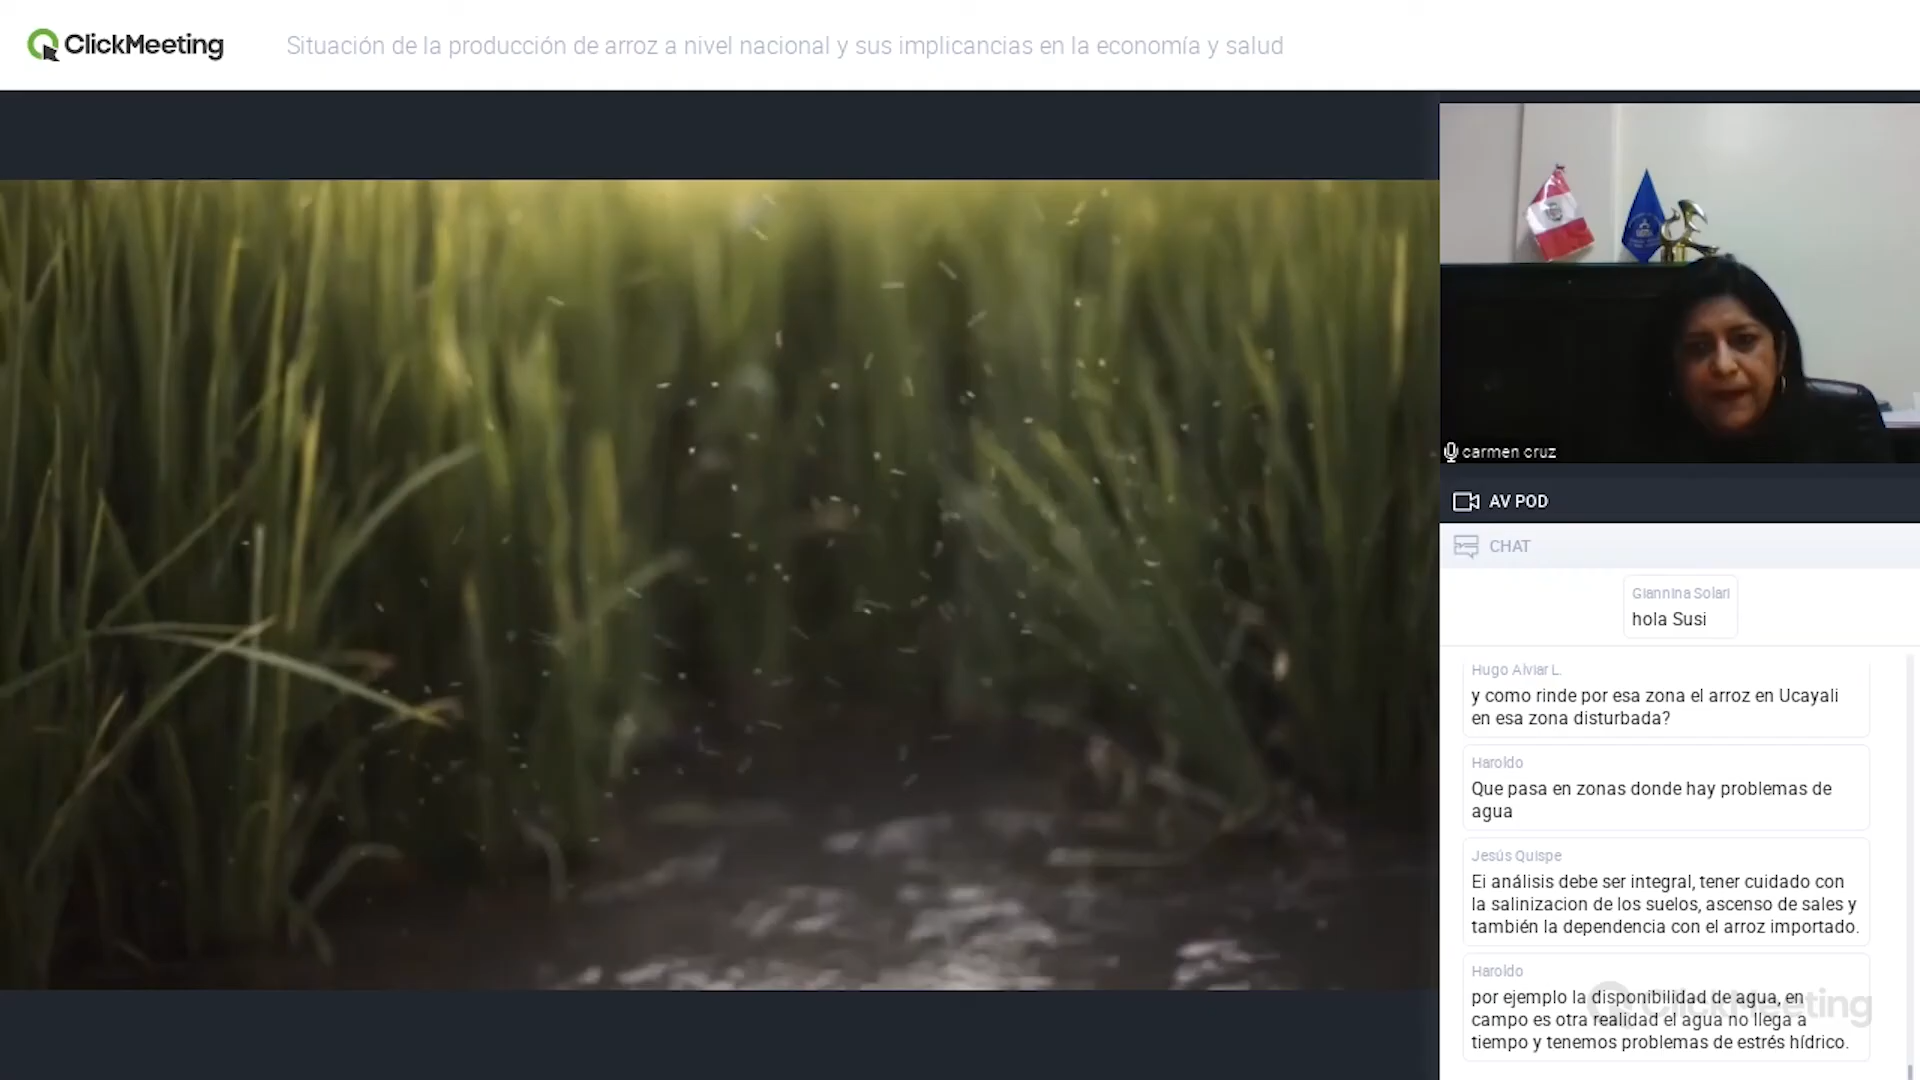 ClickMeeting
Situación de la producción de arroz a nivel nacional y sus implicancias en la economía y salud
carmen cruz
AV POD
CHAT
Giannina Solari
hola Susi
Hugo Alviar L.
y como rinde por esa zona el arroz en Ucayali
en esa zona disturbada?
Haroldo
Que pasa en zonas donde hay problemas de
agua
Jesús Quispe
El análisis debe ser integral, tener cuidado con
la salinizacion de los suelos, ascenso de sales y
también la dependencia con el arroz importado.
Haroldo
por ejemplo la disponibilidad de agua, en
campo es otra realidad el agua no llega a
tiempo y tenemos problemas de estrés hídrico.
ClickMeeting